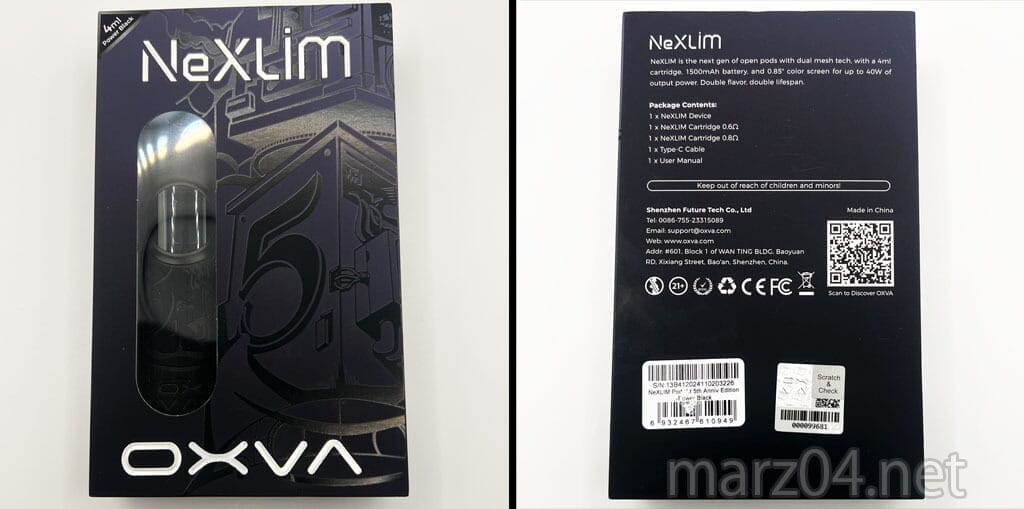 4ml
Power Black
NeXLIM
5
OXVA
NeXLIM
NeXLIM is the next gen of open pods with dual mesh tech, with a 4ml
cartridge, 1500mAh battery, and 0.85" color screen for up to 40W of
output power. Double flavor, double lifespan.
Package Contents:
1 x NeXLIM Device
1 x NeXLIM Cartridge 0.6Ω
1 x NeXLIM Cartridge 0.8Ω
1 x Type-C Cable
1 x User Manual
Keep out of reach of children and minors!
Shenzhen Future Tech Co., Ltd
Made in China
Tel: 0086-755-23315089
Email: support@oxva.com
Web: www.oxva.com
Addr: #601, Block 1 of WAN TING BLDG, Baoyuan
RD, Xixiang Street, Bao'an, Shenzhen, China.
21+
CE FC
Scan to Discover OXVA
S/N:13B412024110203226
NeXLIM 5th Anniv Edition
Power Black
6 932467 610949
OXVA
Scratch
&
Check
000099681
marz04.net